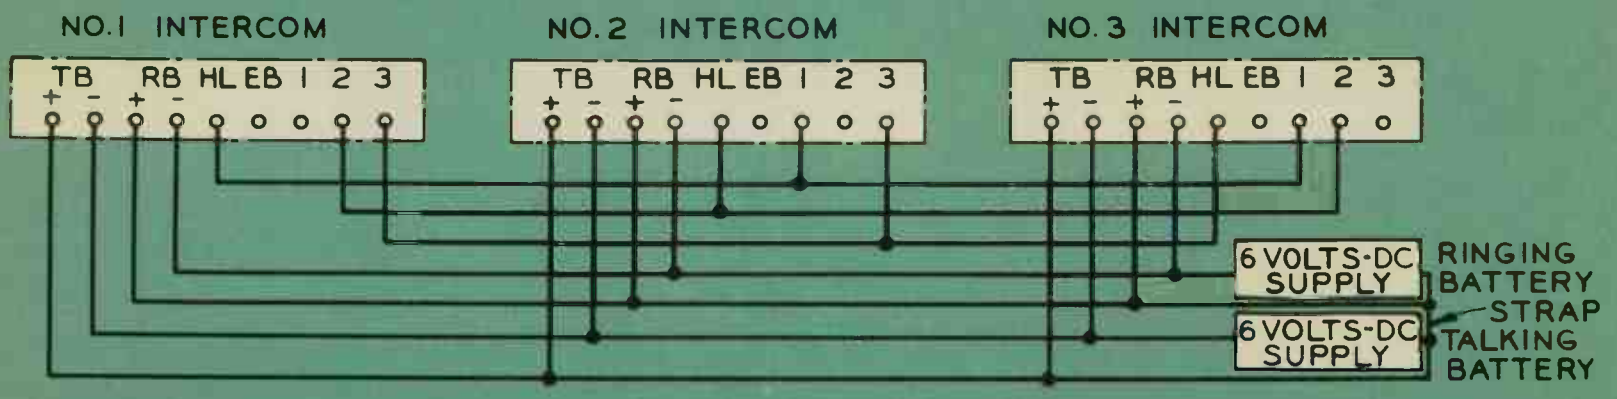 NO.1 INTERCOM
NO.2 INTERCOM
NO.3 INTERCOM
TB RB HL EB 1 2 3
+ - + -
TB RB HL EB 1 2 3
+ - + -
TB RB HL EB 1 2 3
+ - + -
6 VOLTS-DC
SUPPLY
RINGING
BATTERY
STRAP
6 VOLTS-DC
SUPPLY
TALKING
BATTERY